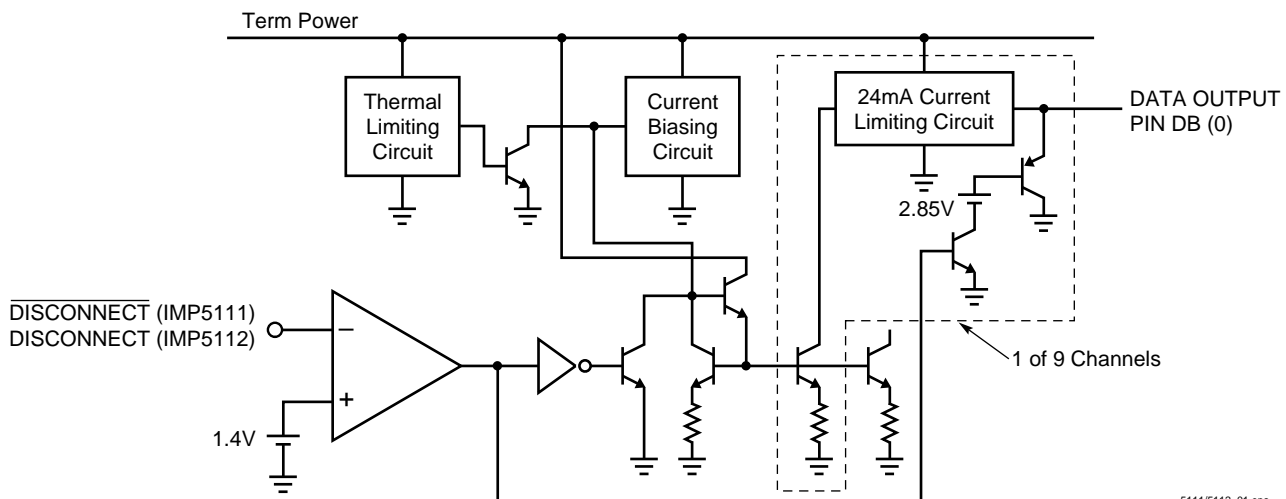 Term Power
Thermal
Limiting
Circuit
Current
Biasing
Circuit
24mA Current
Limiting Circuit
DATA OUTPUT
PIN DB (0)
2.85V
DISCONNECT (IMP5111)
DISCONNECT (IMP5112)
−
+
1.4V
1 of 9 Channels